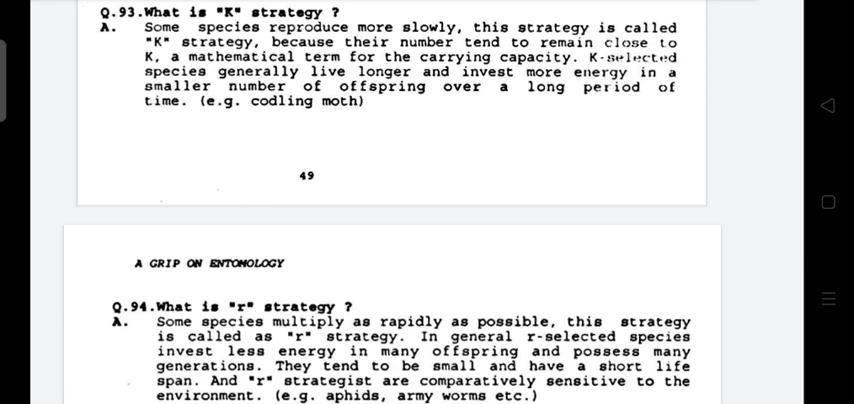 Q.93.What is "K" strategy ?
A. Some species reproduce more slowly, this strategy is called
"K" strategy, because their number tend to remain close to
K, a mathematical term for the carrying capacity. K-selected
species generally live longer and invest more energy in a
smaller number of offspring over a long period of
time. (e.g. codling moth)
49
A GRIP ON ENTOMOLOGY
Q.94.What is "r" strategy ?
A. Some species multiply as rapidly as possible, this strategy
is called as "r" strategy. In general r-selected species
invest less energy in many offspring and possess many
generations. They tend to be small and have a short life
span. And "r" strategist are comparatively sensitive to the
environment. (e.g. aphids, army worms etc.)